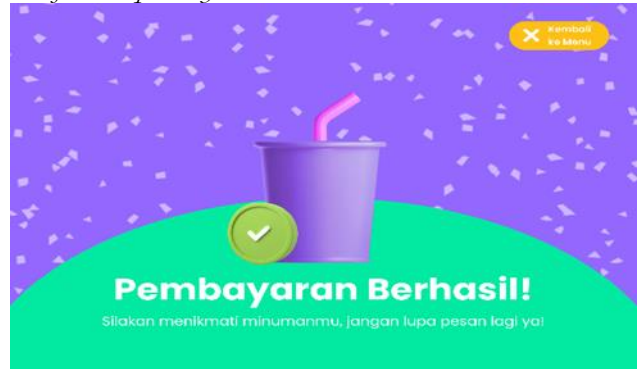 Kembali
ke Menu
Pembayaran Berhasil!
Silakan menikmati minumanmu, jangan lupa pesan lagi ya!